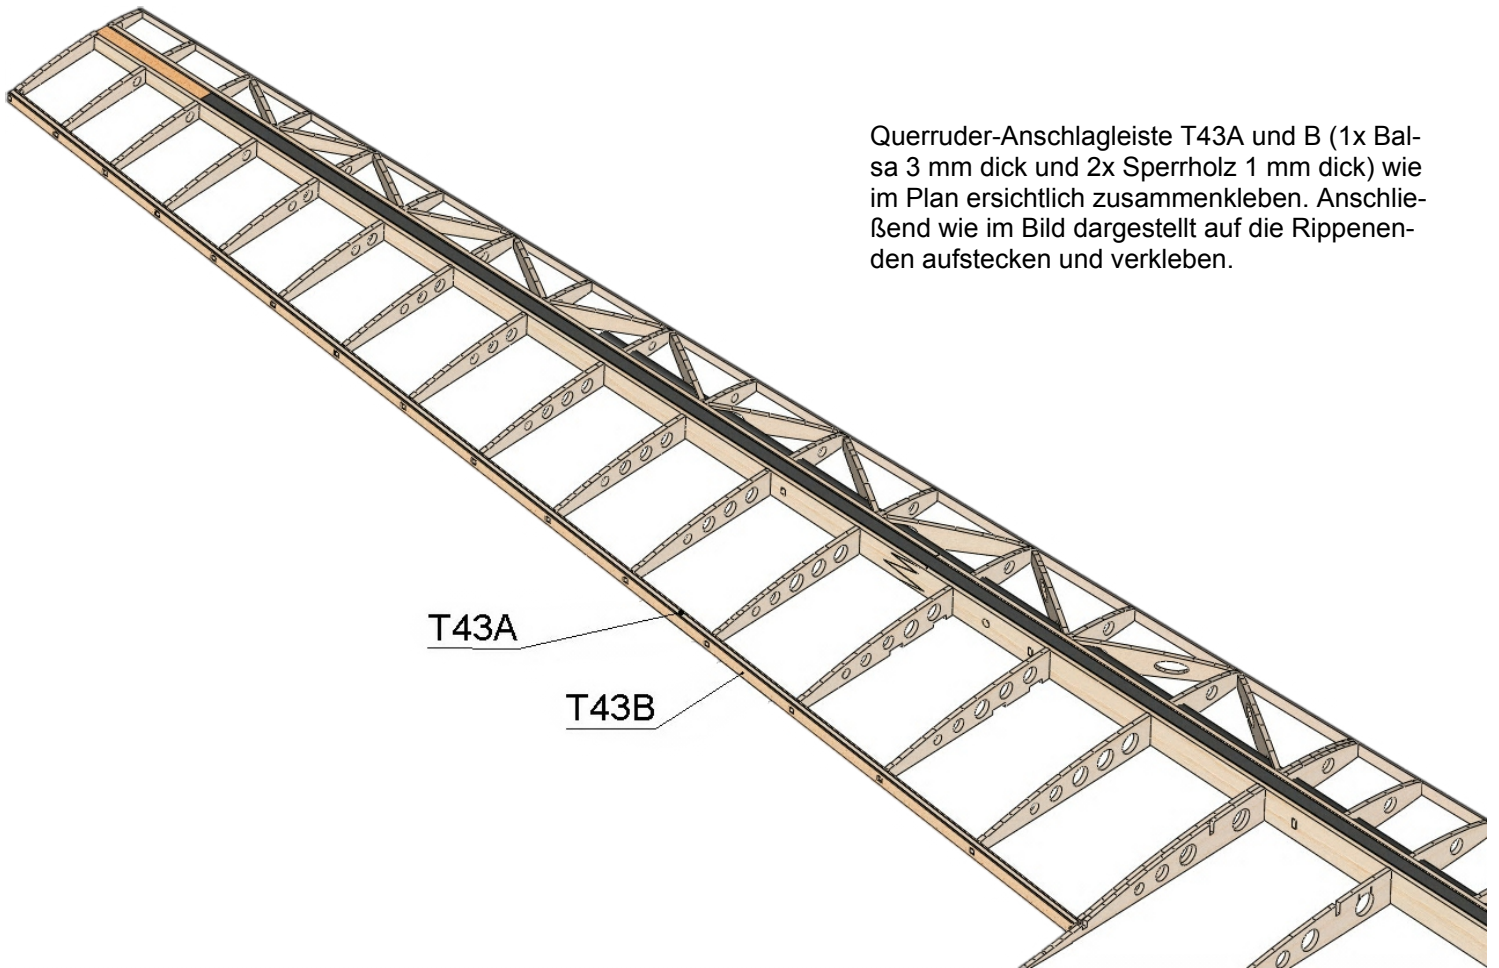 Querruder-Anschlagleiste T43A und B (1x Bal-
sa 3 mm dick und 2x Sperrholz 1 mm dick) wie
im Plan ersichtlich zusammenkleben. Anschlie-
ßend wie im Bild dargestellt auf die Rippenen-
den aufstecken und verkleben.
T43A
T43B